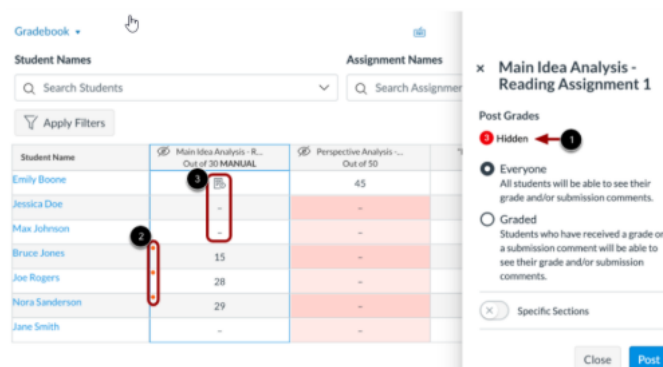 Gradebook
Student Names
Assignment Names
Search Students
Search Assignmer
Apply Filters
Student Name
Main Idea Analysis - R...
Out of 30 MANUAL
Perspective Analysis -...
Out of 50
Emily Boone
3
45
Jessica Doe
–
–
Max Johnson
–
–
2
Bruce Jones
15
–
Joe Rogers
28
–
Nora Sanderson
29
–
Jane Smith
–
–
× Main Idea Analysis -
Reading Assignment 1
Post Grades
3 Hidden 1
Everyone
All students will be able to see their
grade and/or submission comments.
Graded
Students who have received a grade or
a submission comment will be able to
see their grade and/or submission
comments.
Specific Sections
Close Post